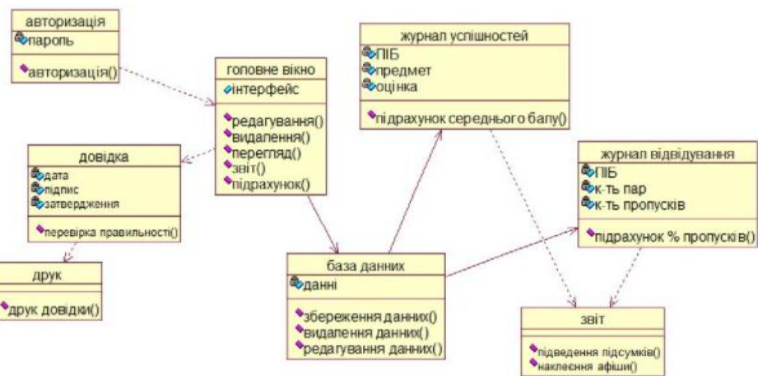 авторизація
пароль
авторизація()
головне вікно
інтерфейс
редагування()
видалення()
перегляд()
звіт()
підрахунок()
журнал успішностей
ПІБ
предмет
оцінка
підрахунок середнього балу()
довідка
дата
підпис
затвердження
перевірка правильності()
журнал відвідування
ПІБ
к-ть пар
к-ть пропусків
підрахунок % пропусків()
друк
друк довідки()
база данних
данні
збереження данних()
видалення данних()
редагування данних()
звіт
підведення підсумків()
наклеєння афіши()